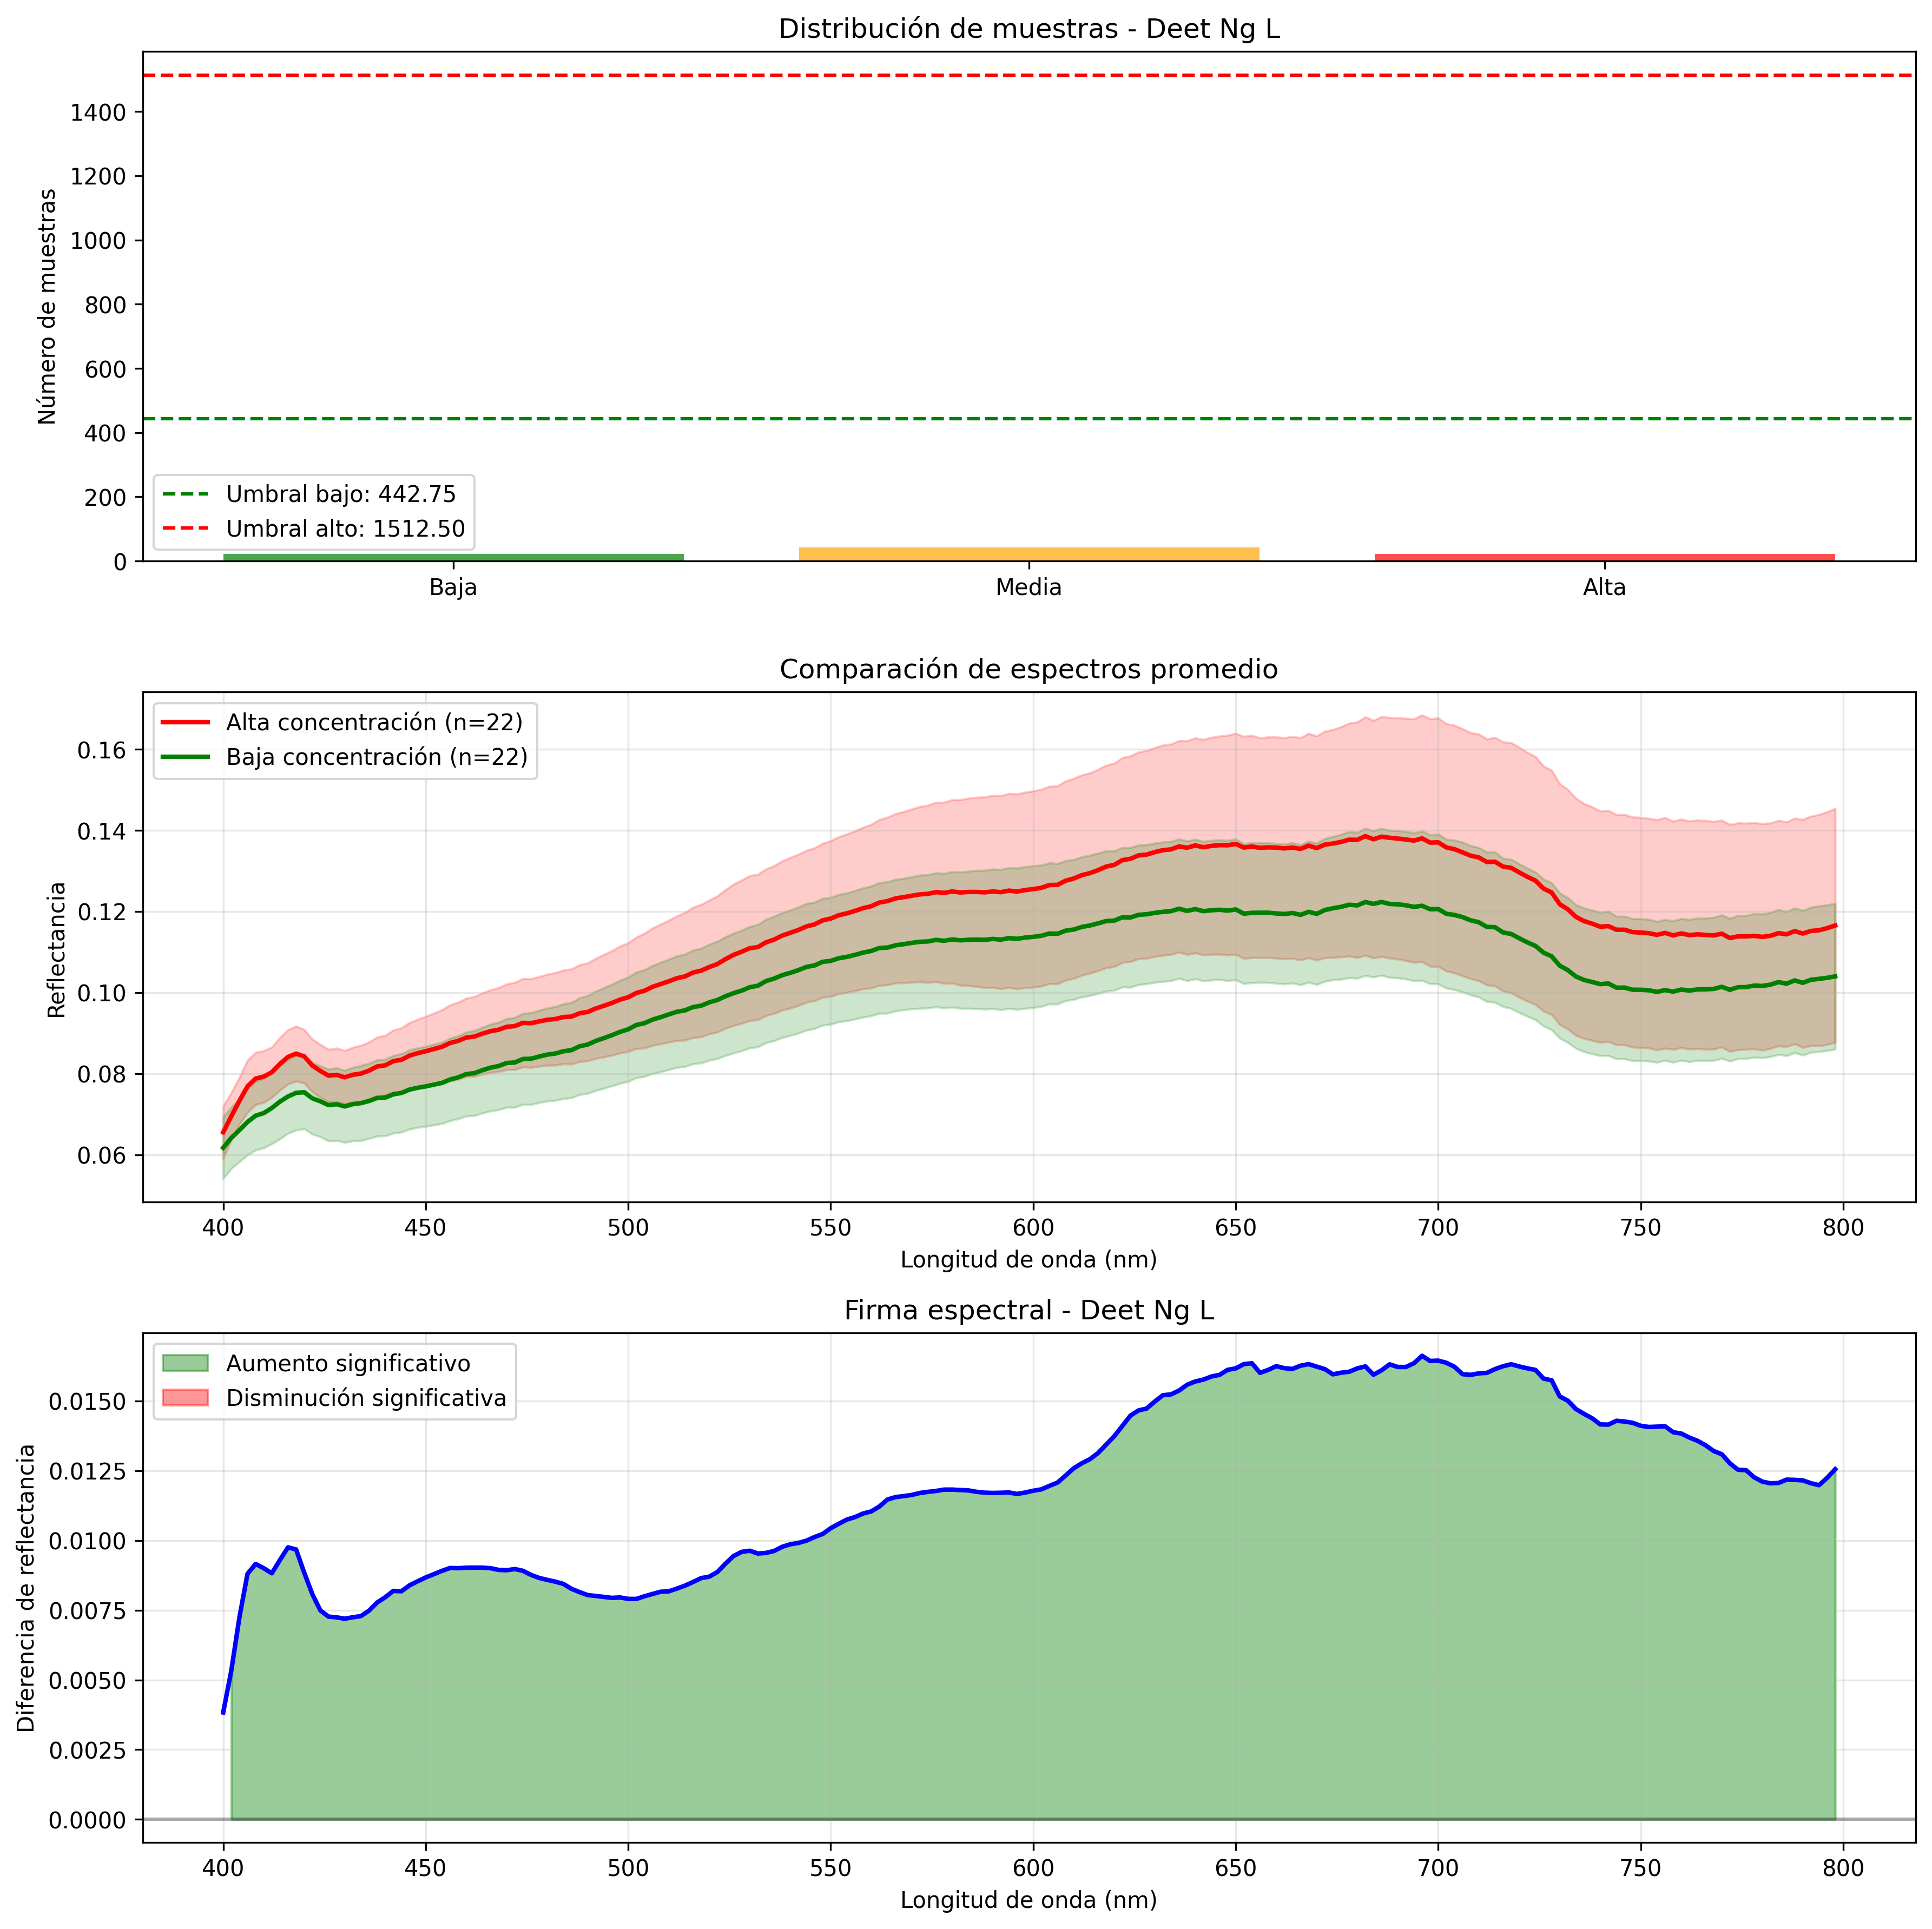 Distribución de muestras - Deet Ng L
Número de muestras
1400
1200
1000
800
600
400
200
0
Umbral bajo: 442.75
Umbral alto: 1512.50
Baja
Media
Alta
Comparación de espectros promedio
Reflectancia
0.16
0.14
0.12
0.10
0.08
0.06
Alta concentración (n=22)
Baja concentración (n=22)
400
450
500
550
600
650
700
750
800
Longitud de onda (nm)
Firma espectral - Deet Ng L
Diferencia de reflectancia
0.0150
0.0125
0.0100
0.0075
0.0050
0.0025
0.0000
Aumento significativo
Disminución significativa
400
450
500
550
600
650
700
750
800
Longitud de onda (nm)